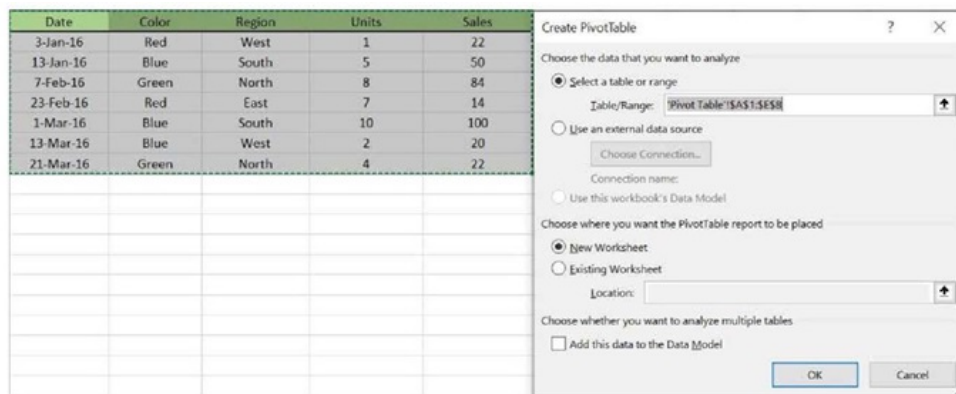 Date Color Region Units Sales
3-Jan-16 Red West 1 22
13-Jan-16 Blue South 5 50
7-Feb-16 Green North 8 84
23-Feb-16 Red East 7 14
1-Mar-16 Blue South 10 100
13-Mar-16 Blue West 2 20
21-Mar-16 Green North 4 22
Create PivotTable ? ×
Choose the data that you want to analyze
Select a table or range
Table/Range: 'Pivot Table'!$A$1:$E$8
Use an external data source
Choose Connection...
Connection name:
Use this workbook's Data Model
Choose where you want the PivotTable report to be placed
New Worksheet
Existing Worksheet
Location:
Choose whether you want to analyze multiple tables
Add this data to the Data Model
OK Cancel